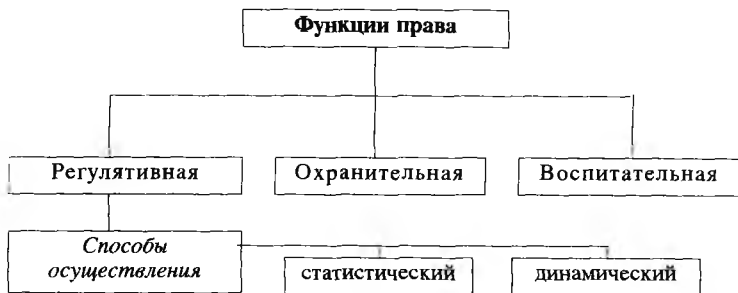 Функции права
Регулятивная
Охранительная
Воспитательная
Способы
осуществления
статистический
динамический